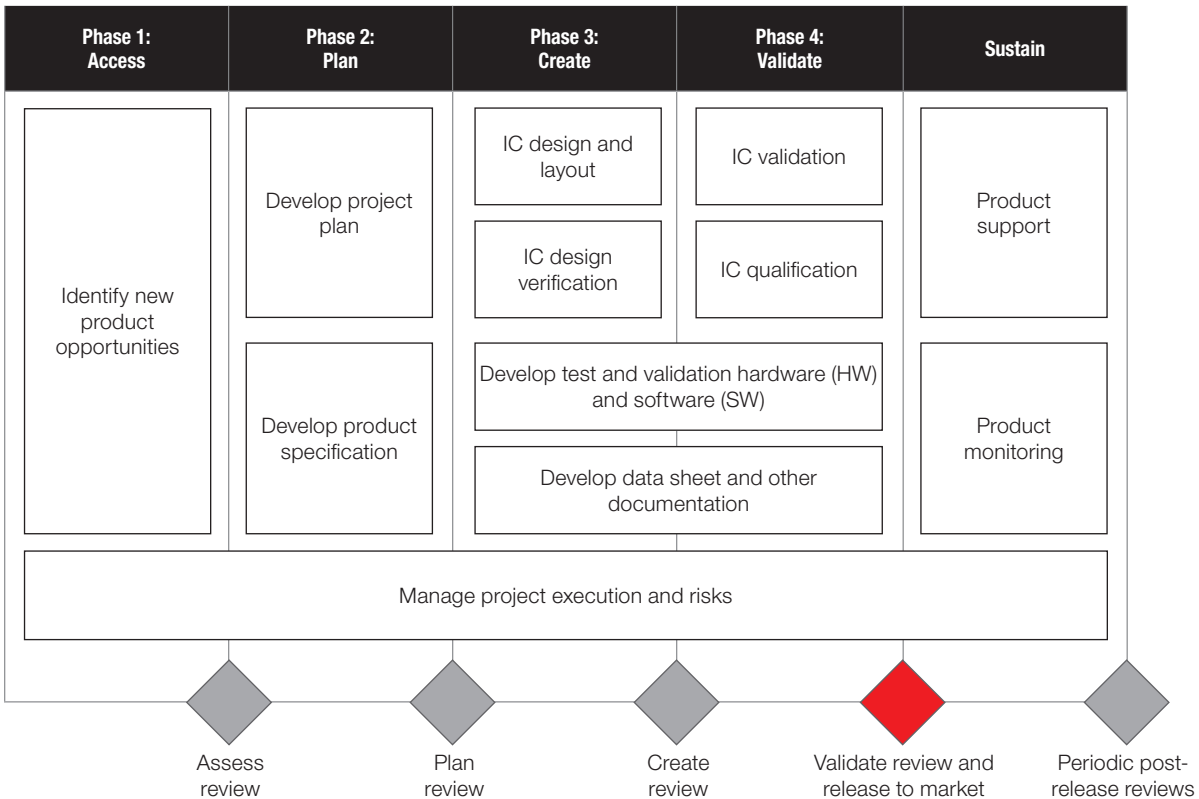 Phase 1:
Access
Phase 2:
Plan
Phase 3:
Create
Phase 4:
Validate
Sustain
Identify new
product
opportunities
Develop project
plan
Develop product
specification
IC design and
layout
IC design
verification
IC validation
IC qualification
Develop test and validation hardware (HW)
and software (SW)
Develop data sheet and other
documentation
Product
support
Product
monitoring
Manage project execution and risks
Assess
review
Plan
review
Create
review
Validate review and
release to market
Periodic post-
release reviews